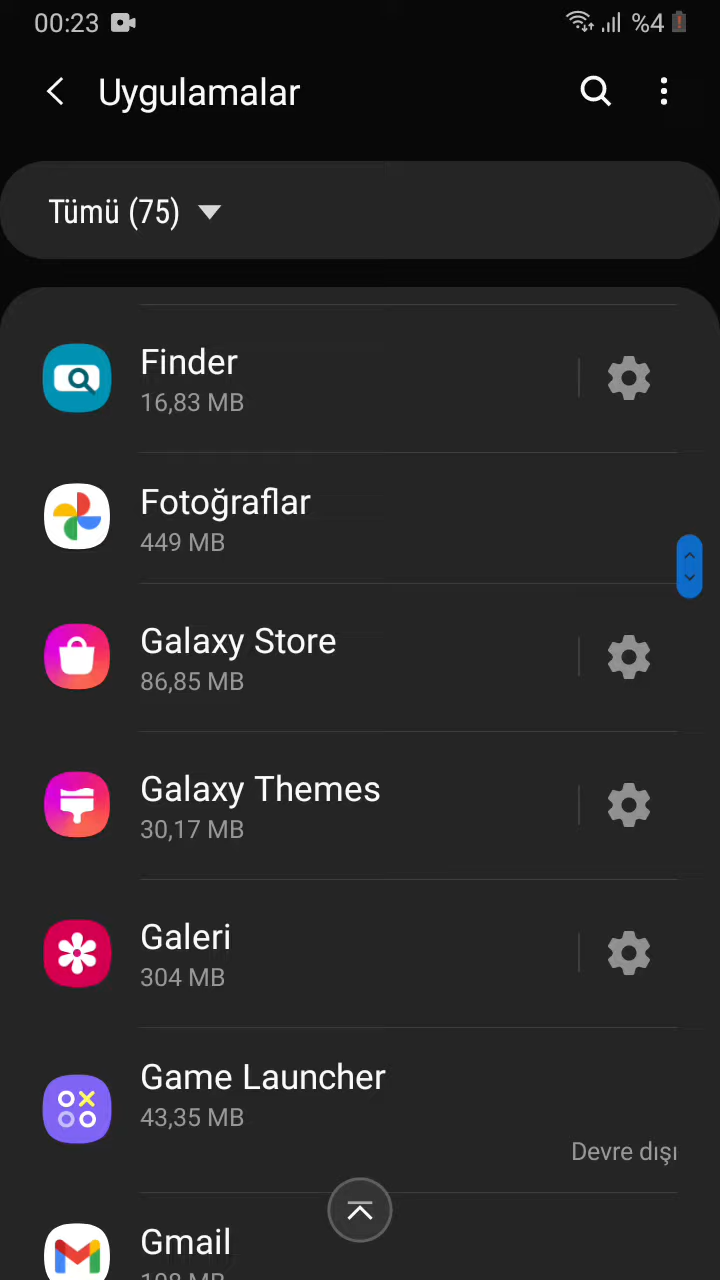 00:23
%4
Uygulamalar
Tümü (75)
Finder
16,83 MB
Fotoğraflar
449 MB
Galaxy Store
86,85 MB
Galaxy Themes
30,17 MB
Galeri
304 MB
Game Launcher
43,35 MB
Devre dışı
Gmail